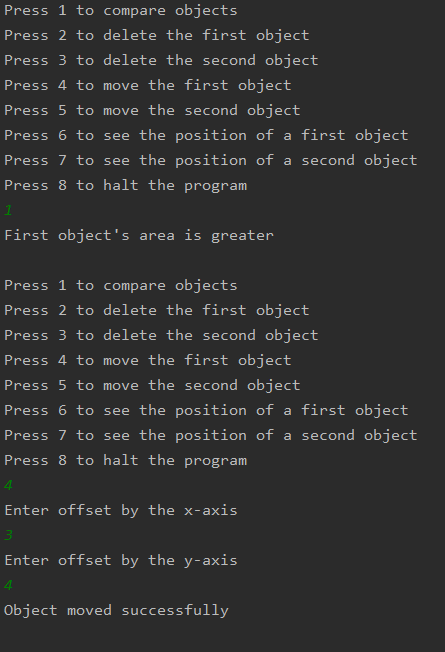 Press 1 to compare objects
Press 2 to delete the first object
Press 3 to delete the second object
Press 4 to move the first object
Press 5 to move the second object
Press 6 to see the position of a first object
Press 7 to see the position of a second object
Press 8 to halt the program
1
First object's area is greater
Press 1 to compare objects
Press 2 to delete the first object
Press 3 to delete the second object
Press 4 to move the first object
Press 5 to move the second object
Press 6 to see the position of a first object
Press 7 to see the position of a second object
Press 8 to halt the program
4
Enter offset by the x-axis
3
Enter offset by the y-axis
4
Object moved successfully